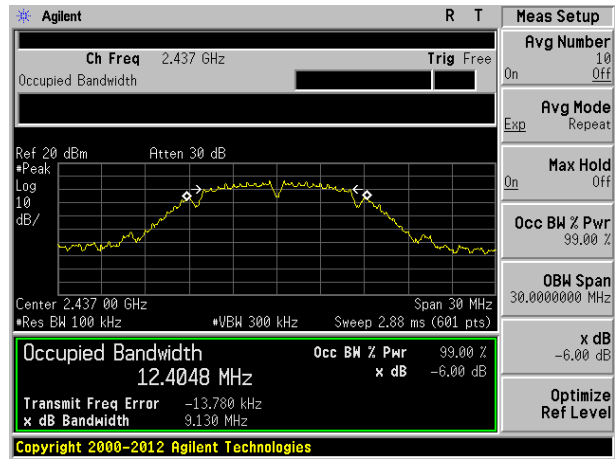 Agilent R T
Ch Freq 2.437 GHz Trig Free
Occupied Bandwidth
Ref 20 dBm Atten 30 dB
#Peak
Log
10
dB/
Center 2.437 00 GHz Span 30 MHz
#Res BW 100 kHz #VBW 300 kHz Sweep 2.88 ms (601 pts)
Occupied Bandwidth Occ BW % Pwr 99.00 %
12.4048 MHz x dB -6.00 dB
Transmit Freq Error -13.780 kHz
x dB Bandwidth 9.130 MHz
Copyright 2000-2012 Agilent Technologies
Meas Setup
Avg Number
10
On Off
Avg Mode
Exp Repeat
Max Hold
On Off
Occ BW % Pwr
99.00 %
OBW Span
30.0000000 MHz
x dB
-6.00 dB
Optimize
Ref Level